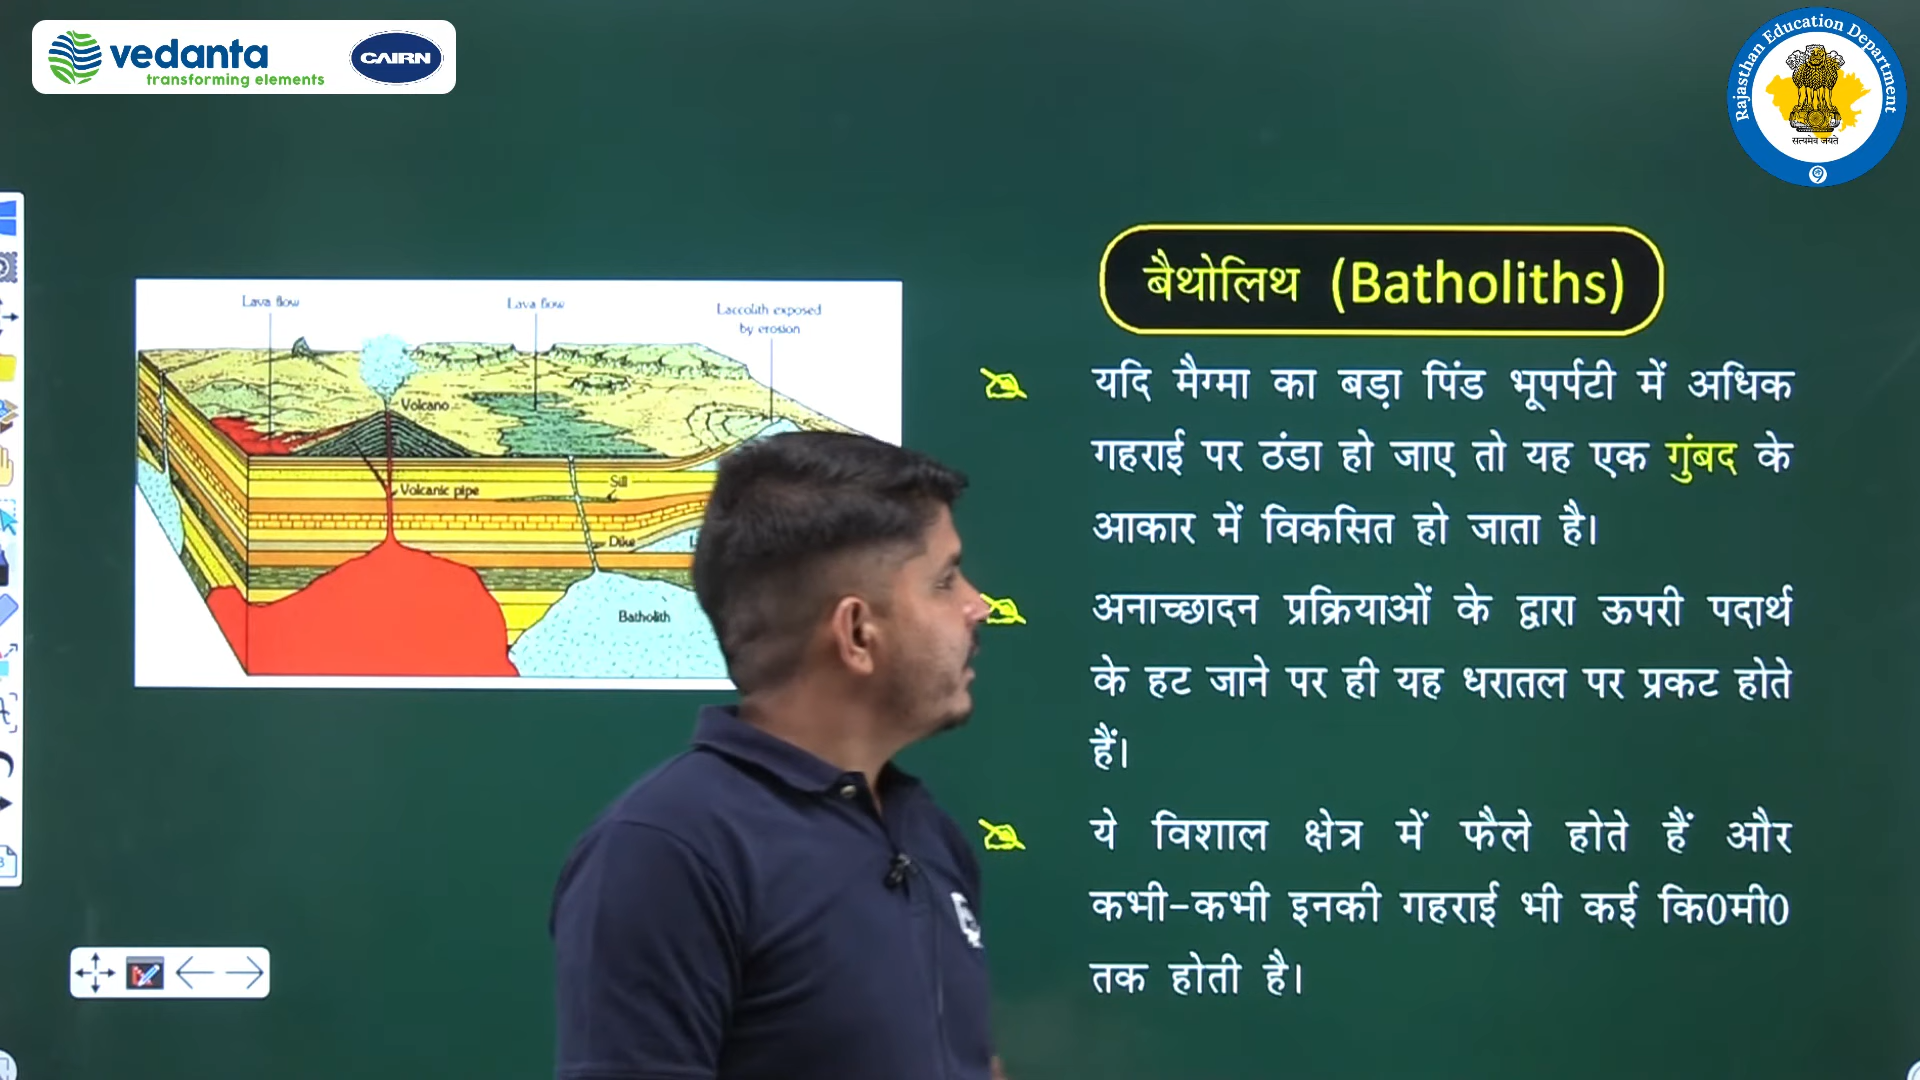 vedanta
transforming elements
CAIRN
Rajasthan Education Department
सत्यमेव जयते
Lava flow
Lava flow
Laccolith exposed
by erosion
Volcano
Volcanic pipe
Sill
Dike
Batholith
बैथोलिथ (Batholiths)
यदि मैग्मा का बड़ा पिंड भूपर्पटी में अधिक
गहराई पर ठंडा हो जाए तो यह एक गुंबद के
आकार में विकसित हो जाता है।
अनाच्छादन प्रक्रियाओं के द्वारा ऊपरी पदार्थ
के हट जाने पर ही यह धरातल पर प्रकट होते
हैं।
ये विशाल क्षेत्र में फैले होते हैं और
कभी-कभी इनकी गहराई भी कई कि0मी0
तक होती है।